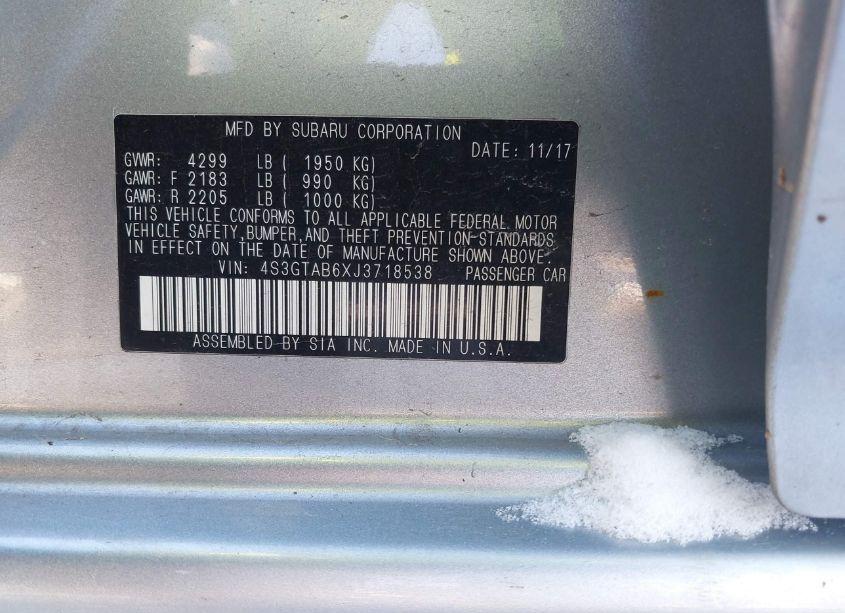 MFD BY SUBARU CORPORATION
DATE: 11/17
GVWR: 4299 LB ( 1950 KG)
GAWR: F 2183 LB ( 990 KG)
GAWR: R 2205 LB ( 1000 KG)
THIS VEHICLE CONFORMS TO ALL APPLICABLE FEDERAL MOTOR
VEHICLE SAFETY,BUMPER,AND THEFT PREVENTION-STANDARDS
IN EFFECT ON THE DATE OF MANUFACTURE SHOWN ABOVE.
VIN: 4S3GTAB6XJ3718538 PASSENGER CAR
ASSEMBLED BY SIA INC. MADE IN U.S.A.